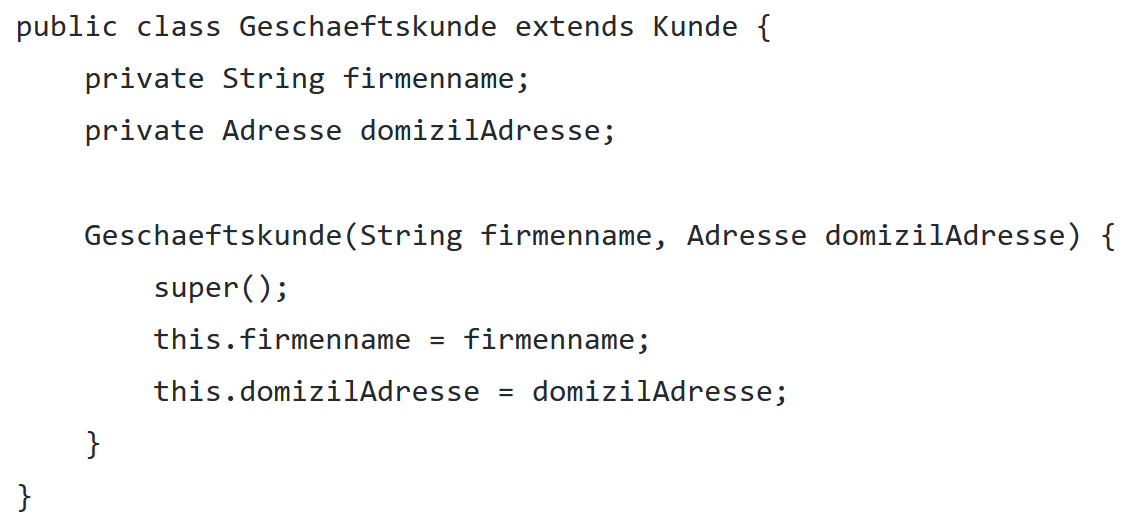 public class Geschaeftskunde extends Kunde {
    private String firmenname;
    private Adresse domizilAdresse;

    Geschaeftskunde(String firmenname, Adresse domizilAdresse) {
        super();
        this.firmenname = firmenname;
        this.domizilAdresse = domizilAdresse;
    }
}